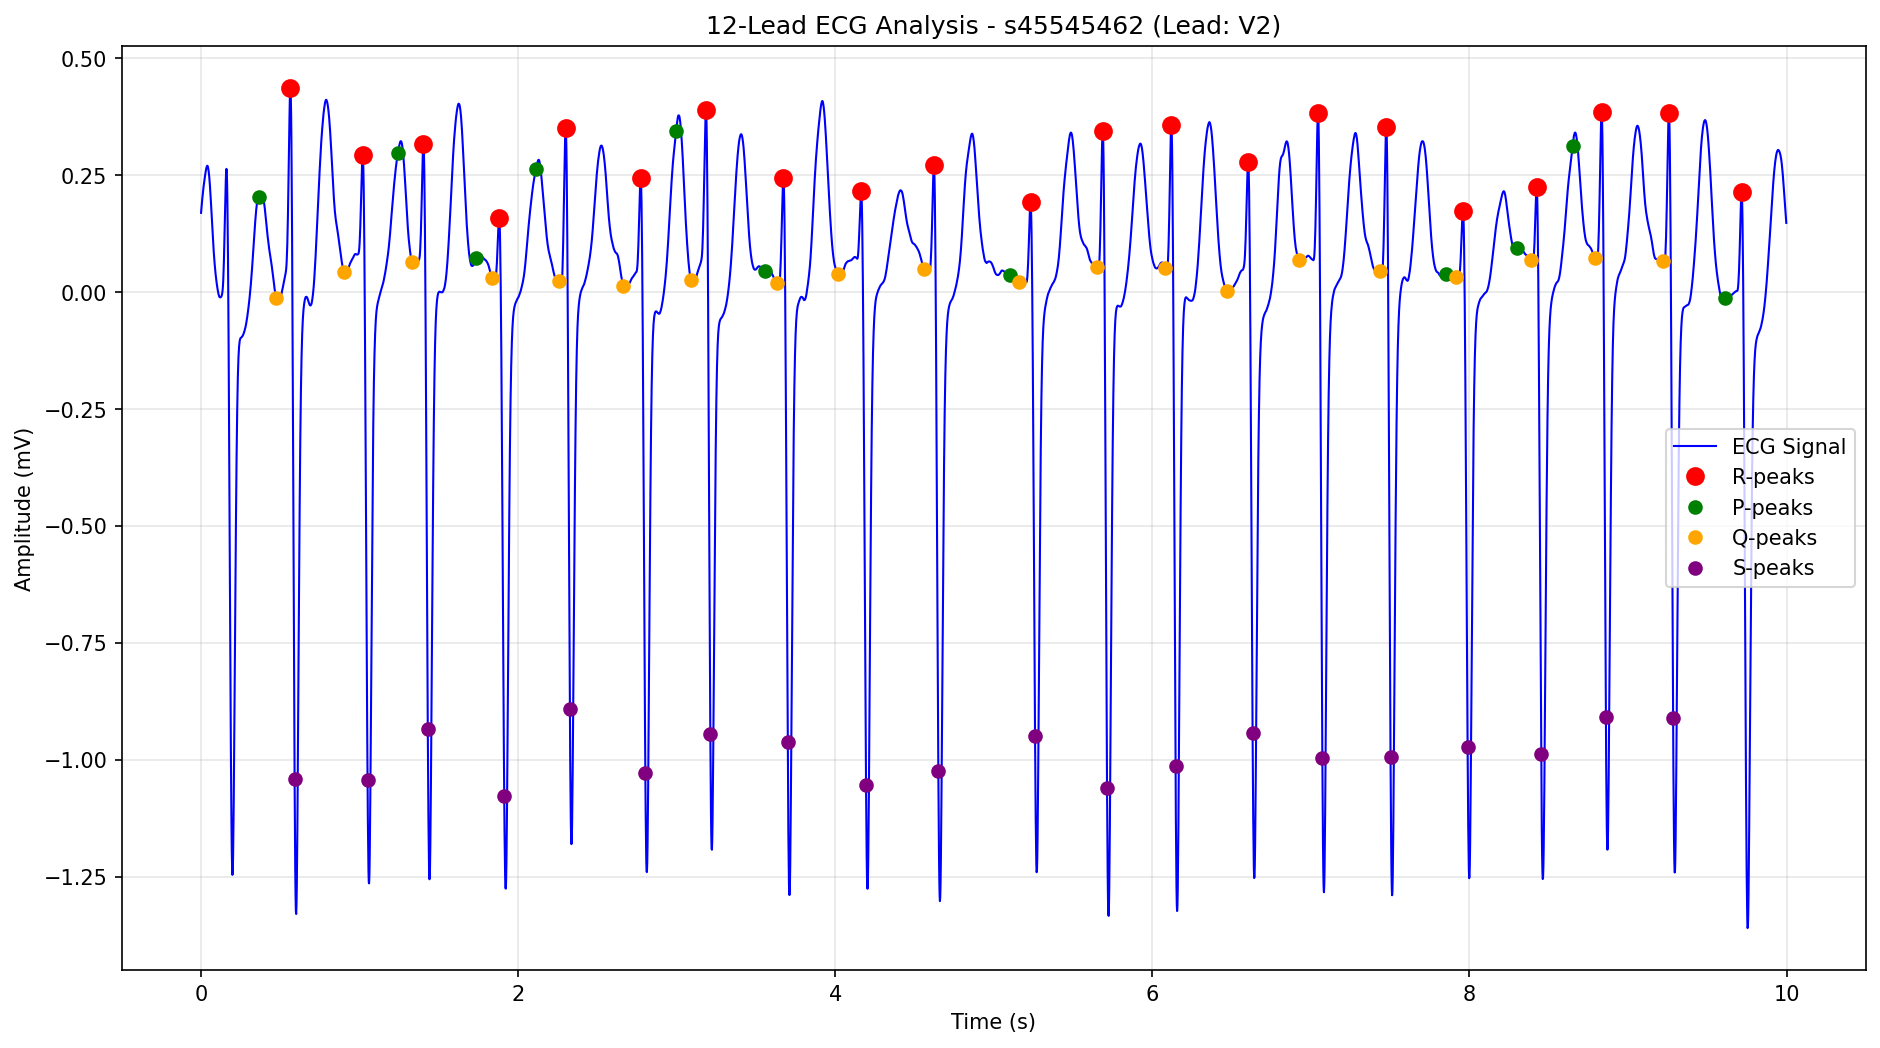 12-Lead ECG Analysis - s45545462 (Lead: V2)
Amplitude (mV)
0.50
0.25
0.00
−0.25
−0.50
−0.75
−1.00
−1.25
ECG Signal
R-peaks
P-peaks
Q-peaks
S-peaks
0 2 4 6 8 10
Time (s)